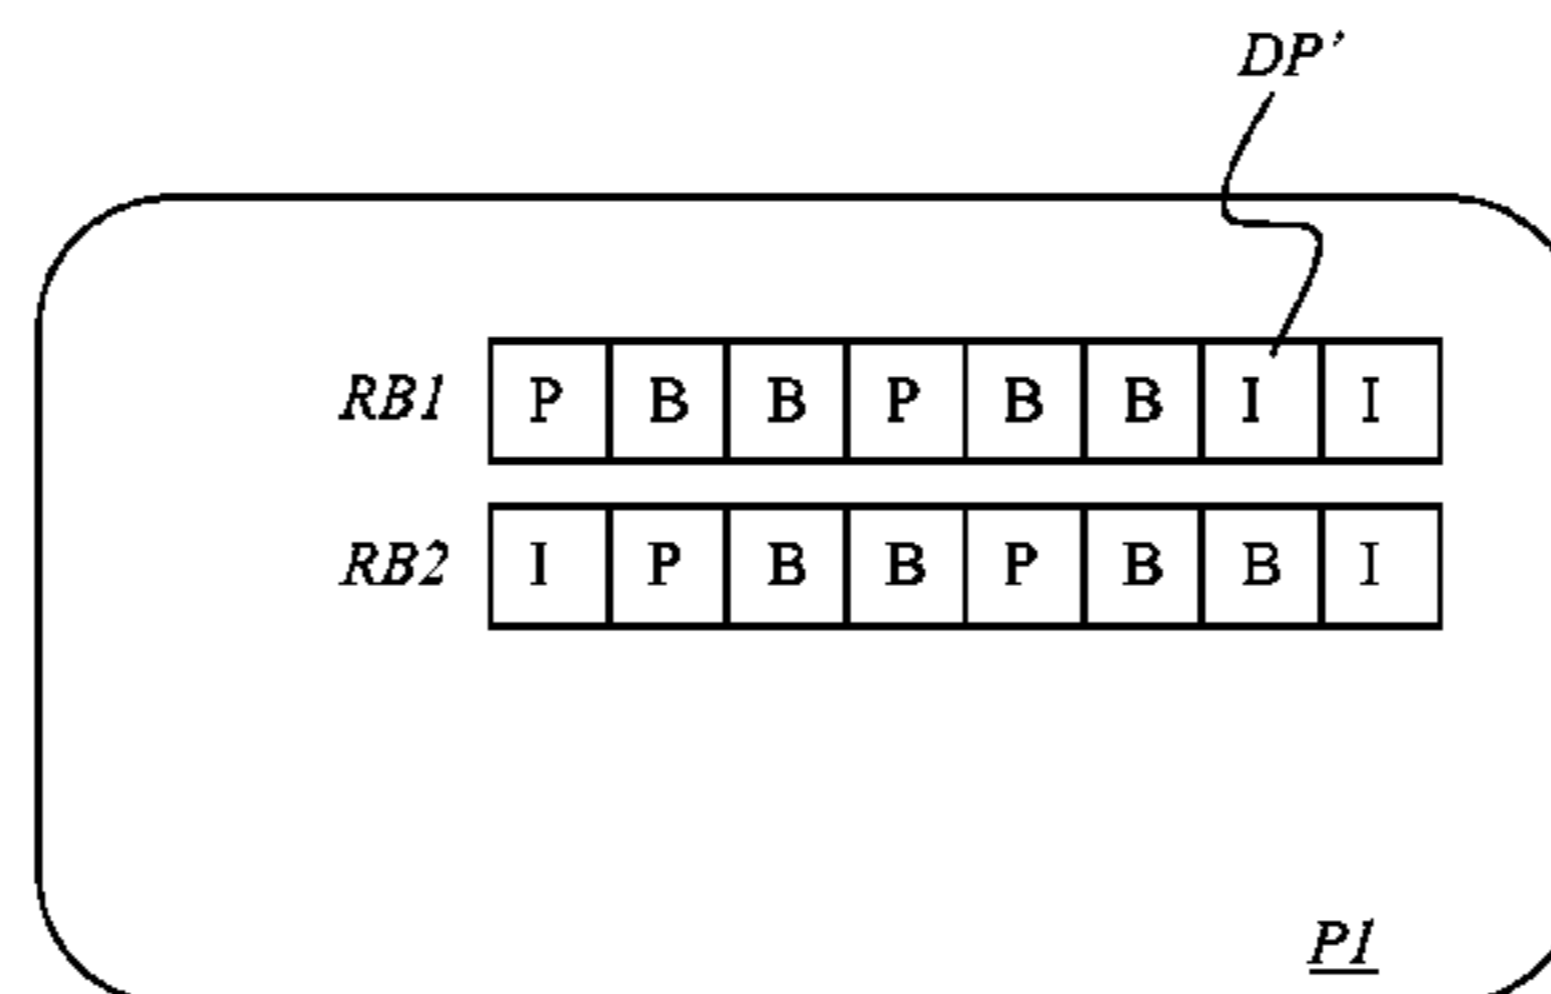 DP’
RB1 P B B P B B I I
RB2 I P B B P B B I
P1